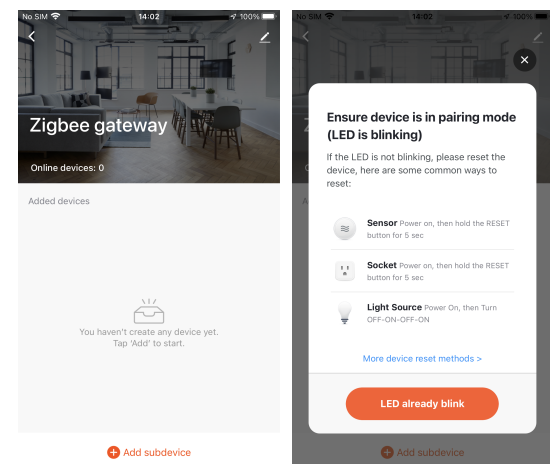 No SIM 14:02 100%
Zigbee gateway
Online devices: 0
Added devices
You haven't create any device yet.
Tap 'Add' to start.
Add subdevice
No SIM 14:02 100%
Ensure device is in pairing mode
(LED is blinking)
If the LED is not blinking, please reset the
device, here are some common ways to
reset:
Sensor Power on, then hold the RESET
button for 5 sec
Socket Power on, then hold the RESET
button for 5 sec
Light Source Power On, then Turn
OFF-ON-OFF-ON
More device reset methods >
LED already blink
Add subdevice